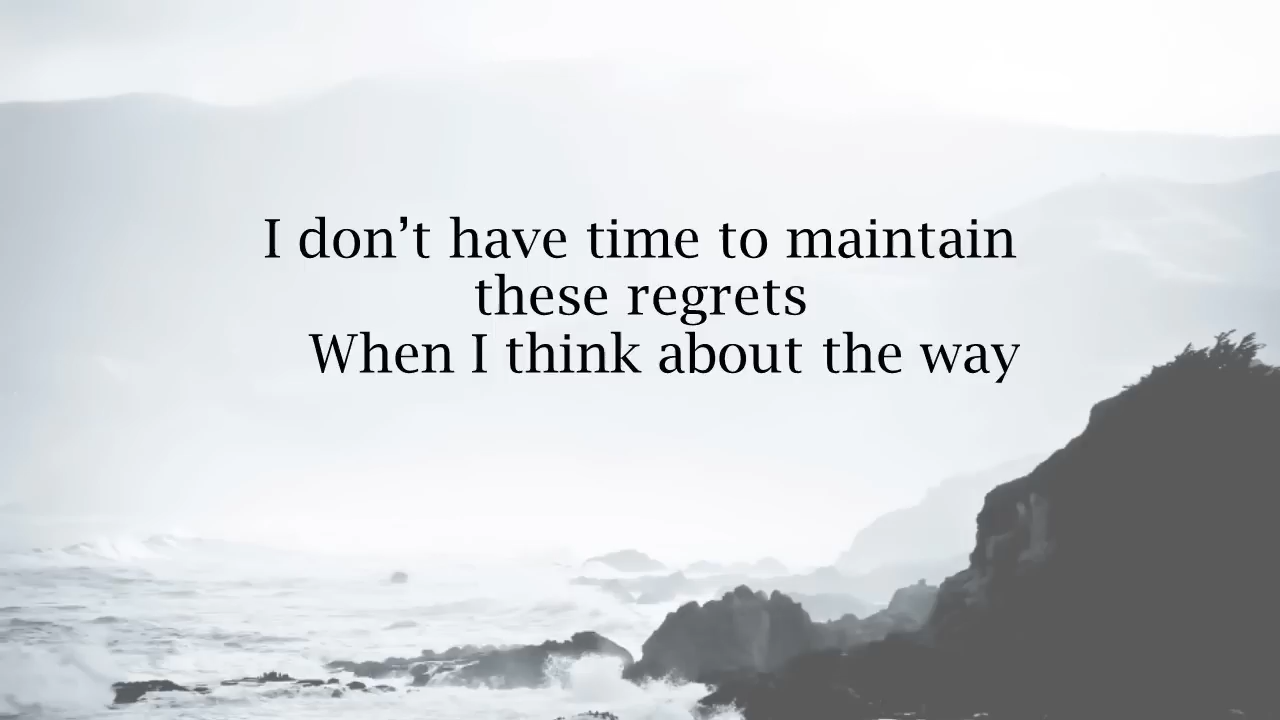 I don’t have time to maintain
these regrets
When I think about the way